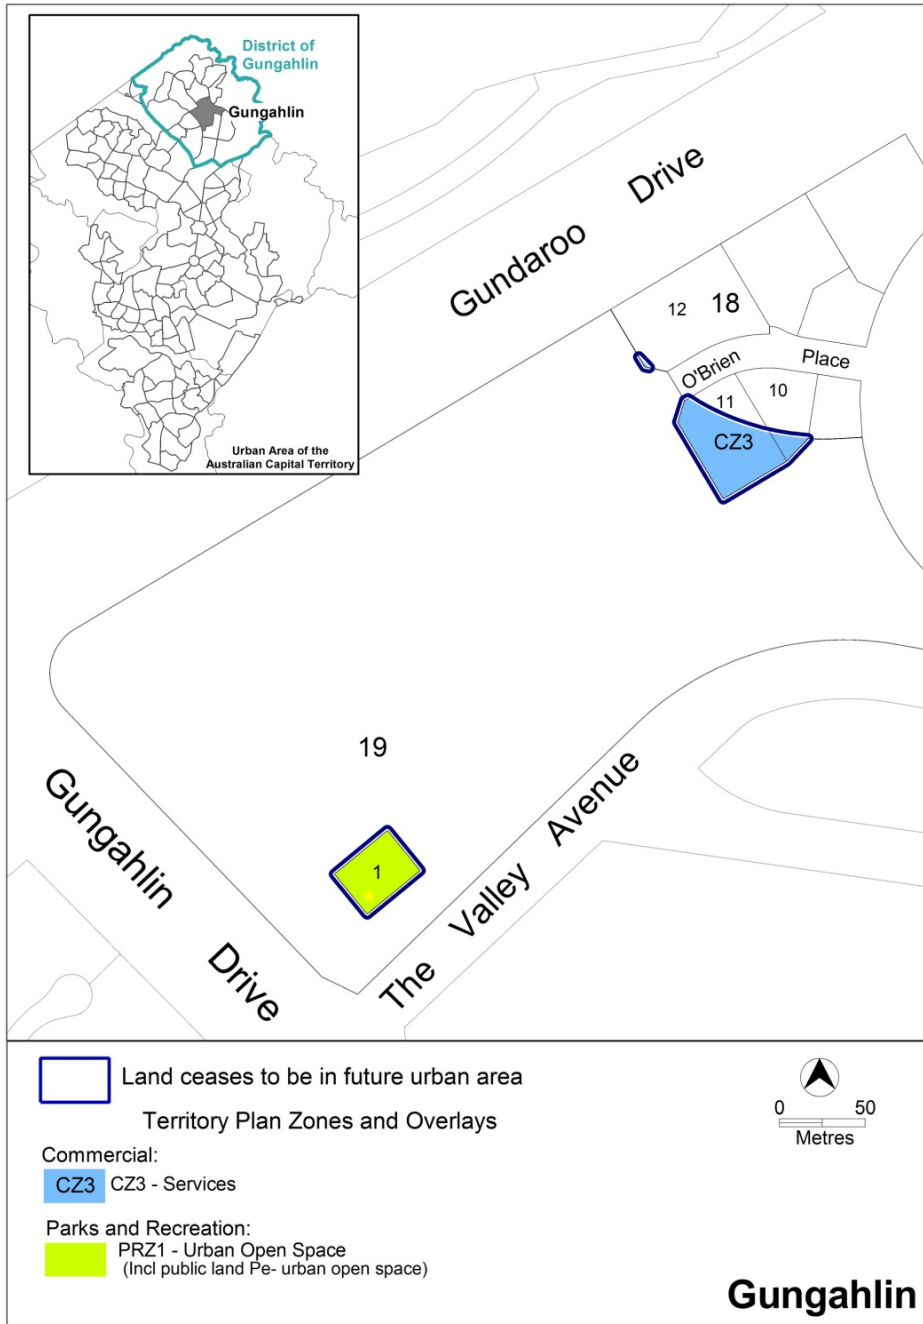 District of
Gungahlin
Gungahlin
Urban Area of the
Australian Capital Territory
Gundaroo Drive
12 18
O'Brien Place
11 10
CZ3
19
1
Gungahlin Drive
The Valley Avenue
Land ceases to be in future urban area
Territory Plan Zones and Overlays
0 50
Metres
Commercial:
CZ3 CZ3 - Services
Parks and Recreation:
PRZ1 - Urban Open Space
(Incl public land Pe- urban open space)
Gungahlin